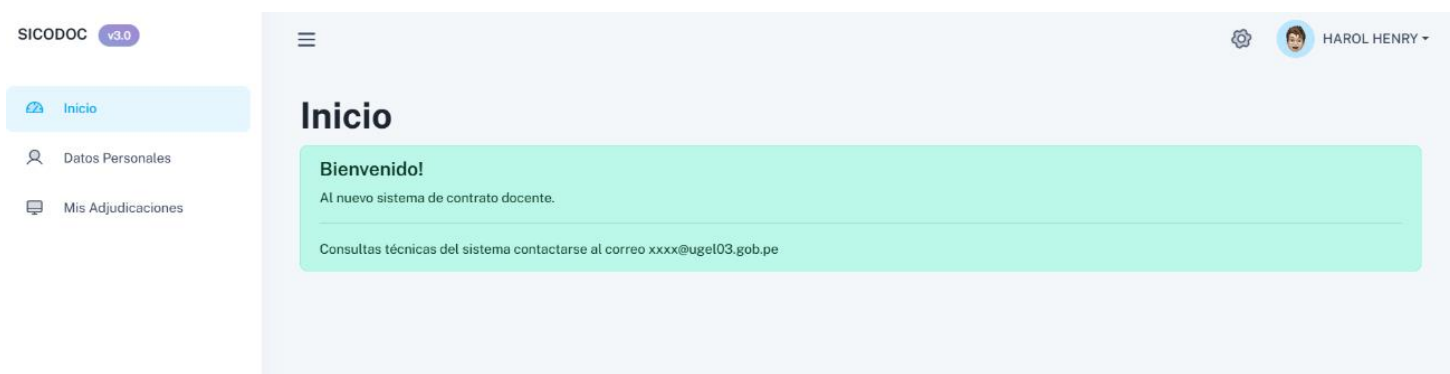 SICODOC v3.0
HAROL HENRY
Inicio
Datos Personales
Mis Adjudicaciones
Inicio
Bienvenido!
Al nuevo sistema de contrato docente.
Consultas técnicas del sistema contactarse al correo xxxx@ugel03.gob.pe